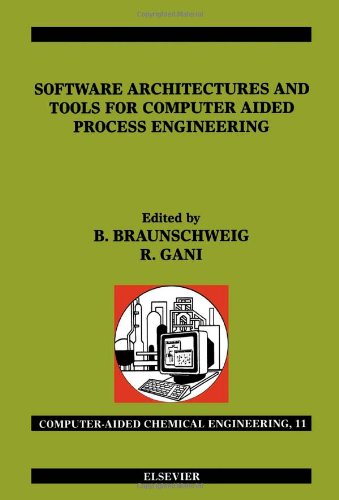 SOFTWARE ARCHITECTURES AND
TOOLS FOR COMPUTER AIDED
PROCESS ENGINEERING
Edited by
B. BRAUNSCHWEIG
R. GANI
COMPUTER-AIDED CHEMICAL ENGINEERING, 11
ELSEVIER